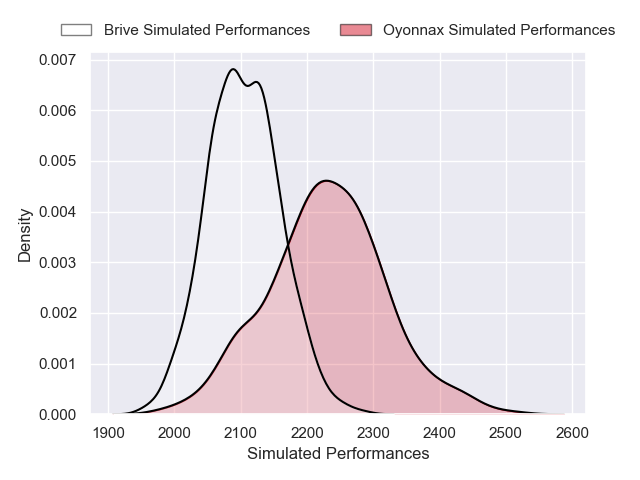 Brive Simulated Performances
Oyonnax Simulated Performances
0.007
0.006
0.005
0.004
0.003
0.002
0.001
0.000
Density
1900 2000 2100 2200 2300 2400 2500 2600
Simulated Performances